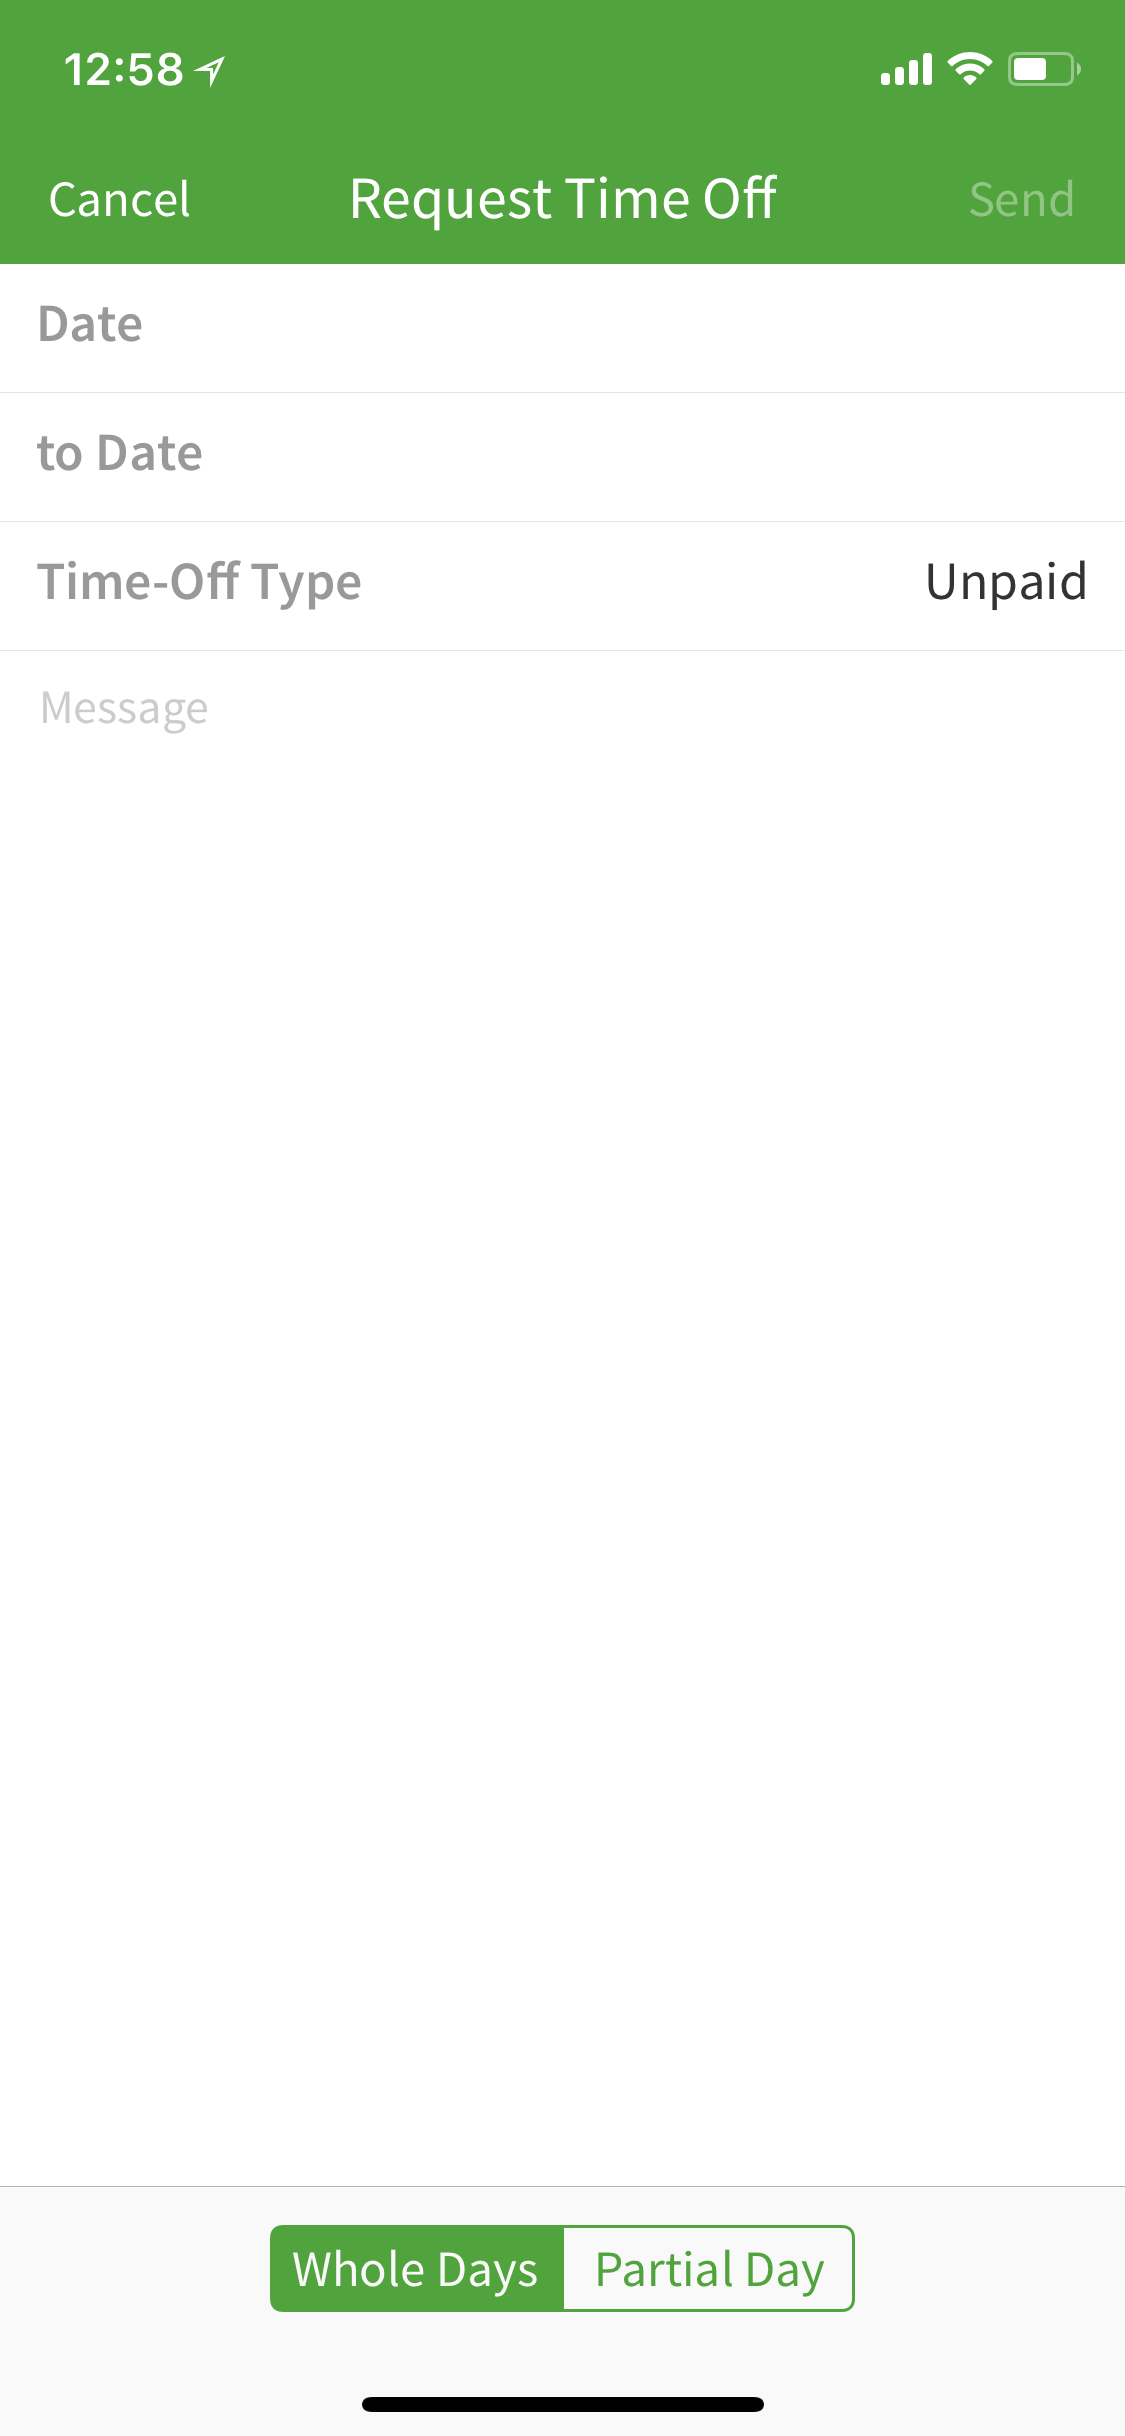 12:58
Cancel Request Time Off Send
Date
to Date
Time-Off Type Unpaid
Message
Whole Days Partial Day